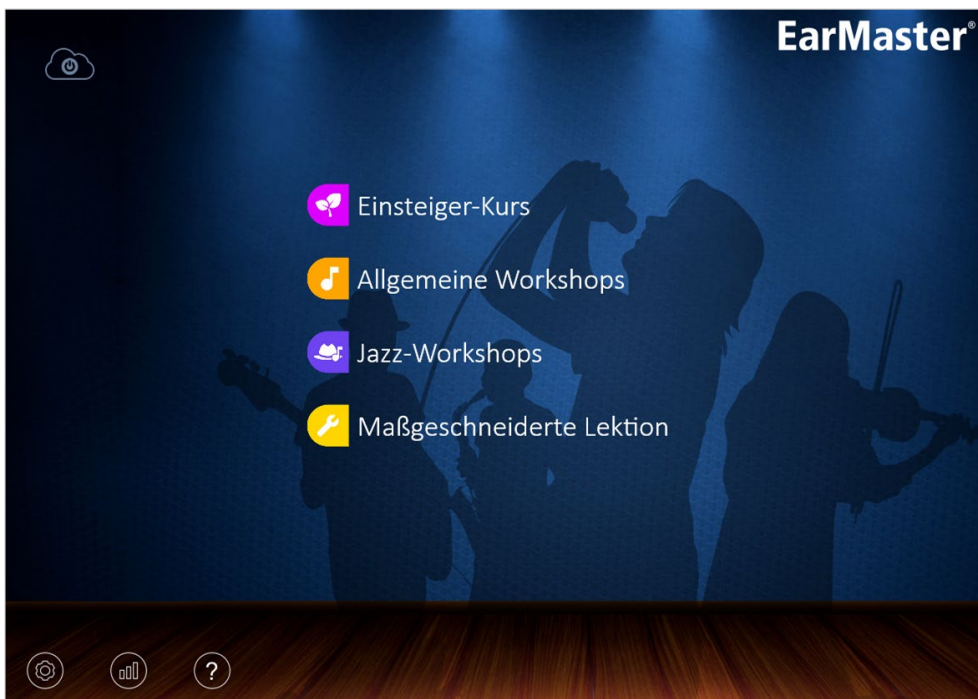 EarMaster®
Einsteiger-Kurs
Allgemeine Workshops
Jazz-Workshops
Maßgeschneiderte Lektion
?